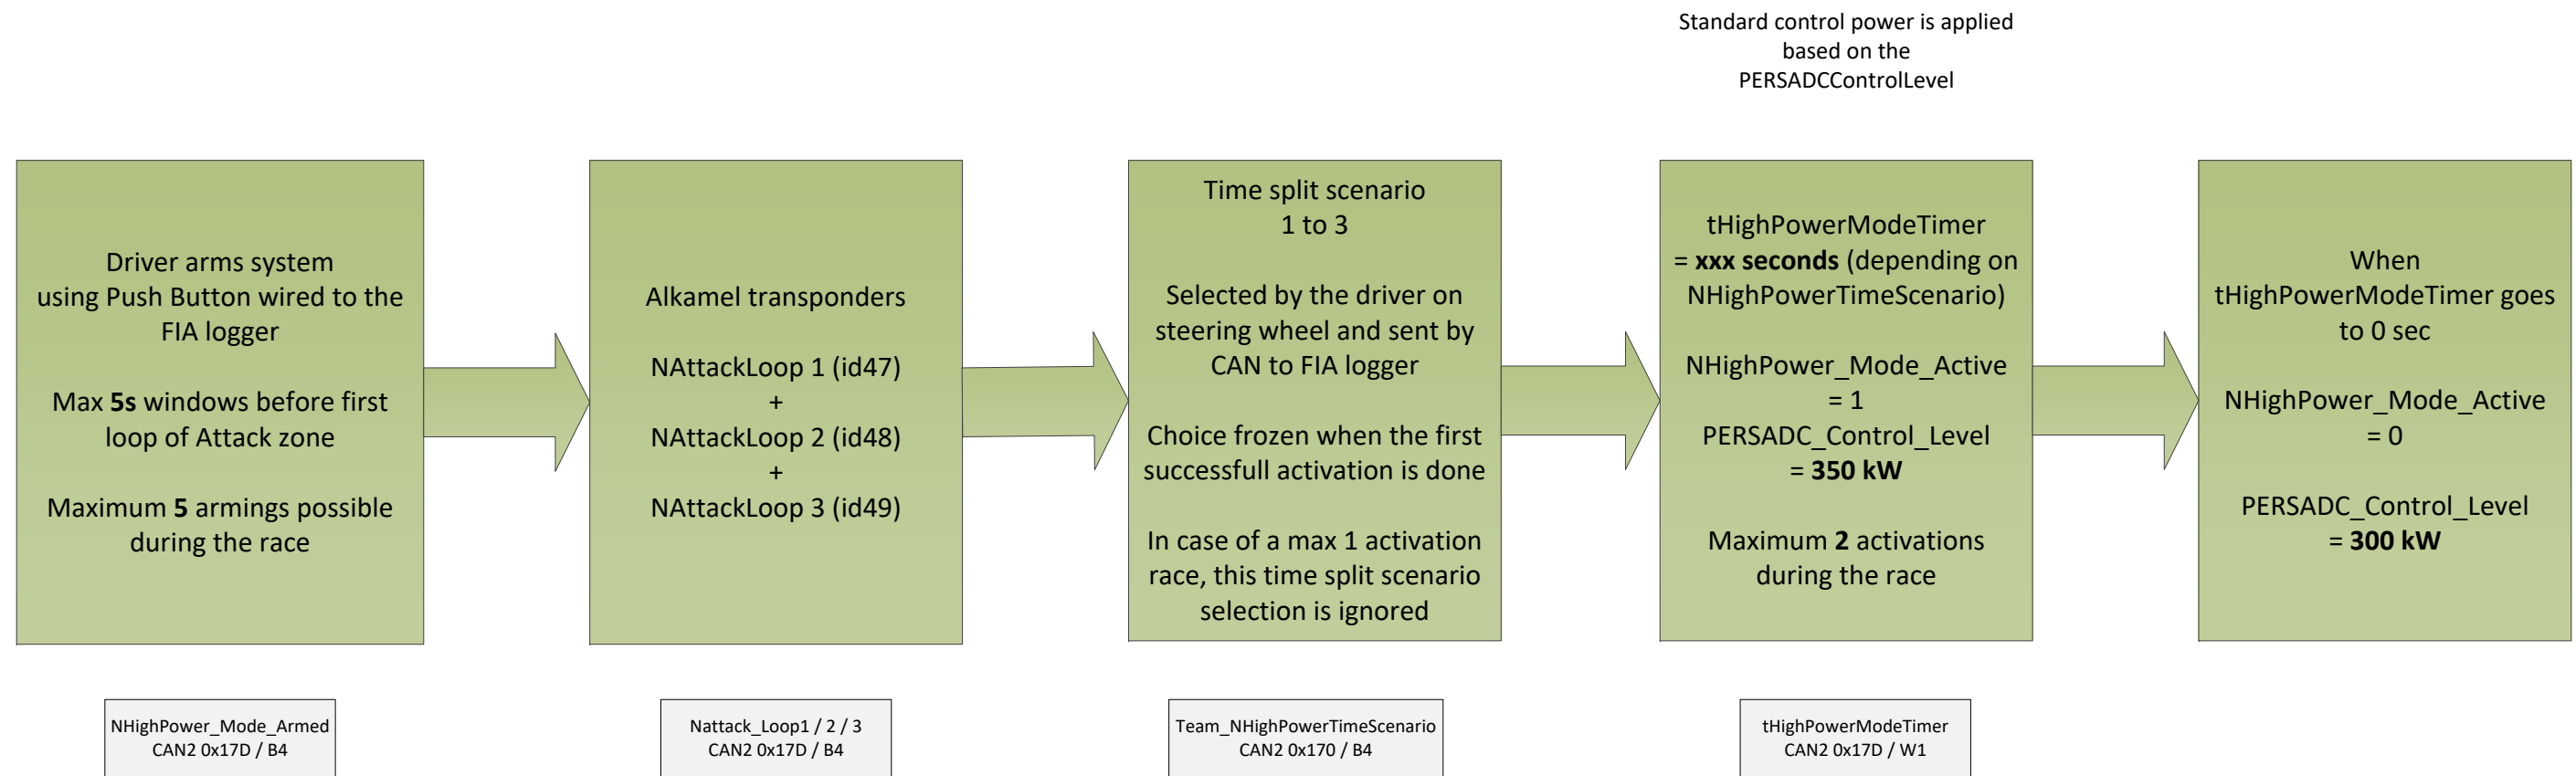 Standard control power is applied
based on the
PERSADCControlLevel
Driver arms system
using Push Button wired to the
FIA logger
Max 5s windows before first
loop of Attack zone
Maximum 5 armings possible
during the race
Alkamel transponders
NAttackLoop 1 (id47)
+
NAttackLoop 2 (id48)
+
NAttackLoop 3 (id49)
Time split scenario
1 to 3
Selected by the driver on
steering wheel and sent by
CAN to FIA logger
Choice frozen when the first
successfull activation is done
In case of a max 1 activation
race, this time split scenario
selection is ignored
tHighPowerModeTimer
= xxx seconds (depending on
NHighPowerTimeScenario)
NHighPower_Mode_Active
= 1
PERSADC_Control_Level
= 350 kW
Maximum 2 activations
during the race
When
tHighPowerModeTimer goes
to 0 sec
NHighPower_Mode_Active
= 0
PERSADC_Control_Level
= 300 kW
NHighPower_Mode_Armed
CAN2 0x17D / B4
Nattack_Loop1 / 2 / 3
CAN2 0x17D / B4
Team_NHighPowerTimeScenario
CAN2 0x170 / B4
tHighPowerModeTimer
CAN2 0x17D / W1